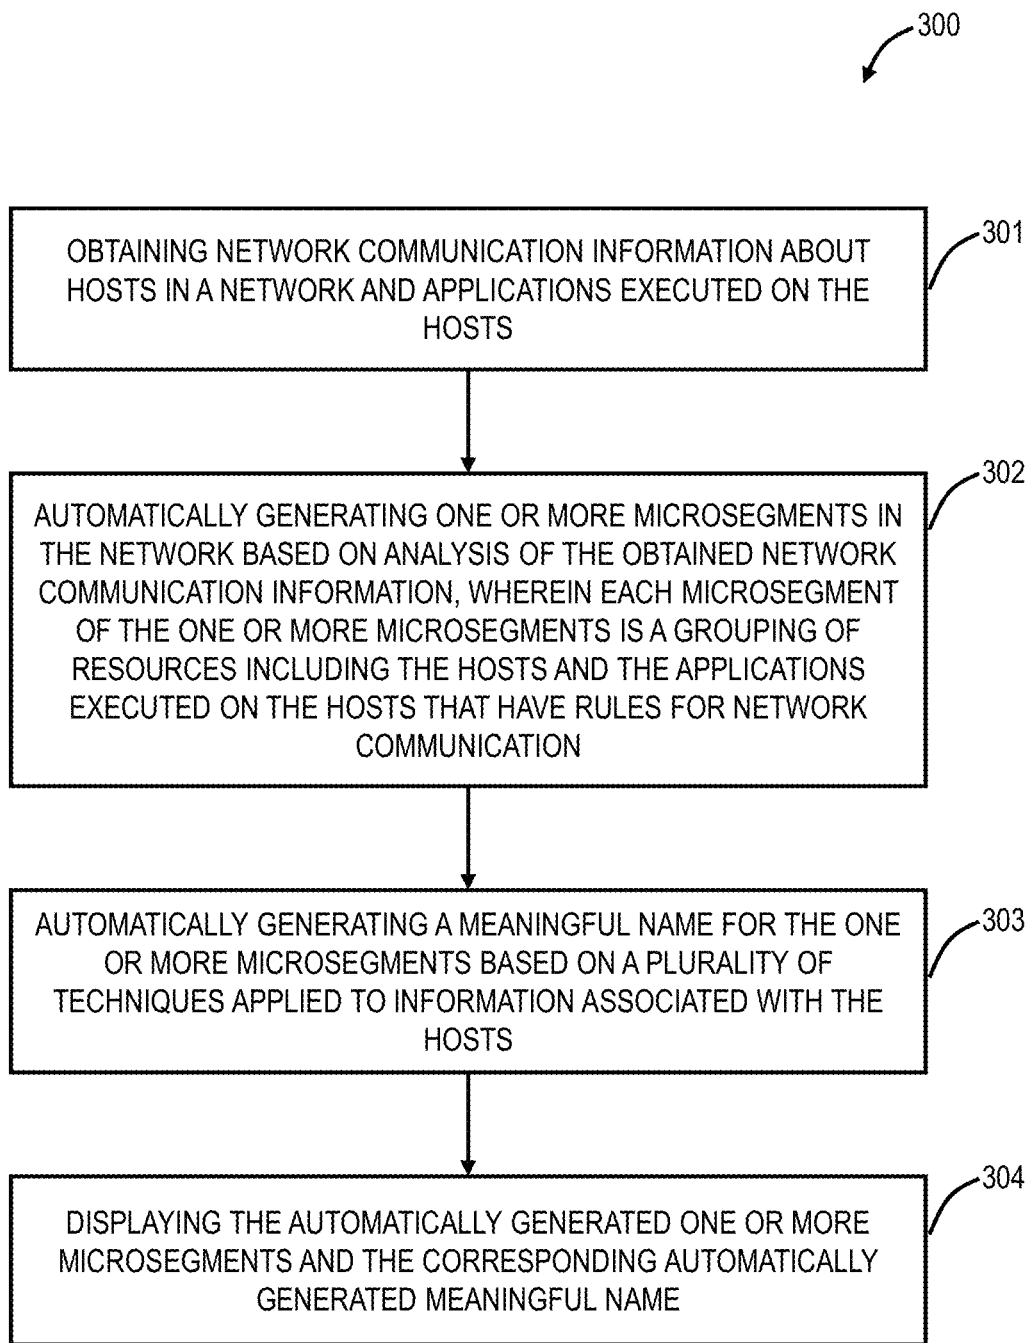 300
301
OBTAINING NETWORK COMMUNICATION INFORMATION ABOUT
HOSTS IN A NETWORK AND APPLICATIONS EXECUTED ON THE
HOSTS
302
AUTOMATICALLY GENERATING ONE OR MORE MICROSEGMENTS IN
THE NETWORK BASED ON ANALYSIS OF THE OBTAINED NETWORK
COMMUNICATION INFORMATION, WHEREIN EACH MICROSEGMENT
OF THE ONE OR MORE MICROSEGMENTS IS A GROUPING OF
RESOURCES INCLUDING THE HOSTS AND THE APPLICATIONS
EXECUTED ON THE HOSTS THAT HAVE RULES FOR NETWORK
COMMUNICATION
303
AUTOMATICALLY GENERATING A MEANINGFUL NAME FOR THE ONE
OR MORE MICROSEGMENTS BASED ON A PLURALITY OF
TECHNIQUES APPLIED TO INFORMATION ASSOCIATED WITH THE
HOSTS
304
DISPLAYING THE AUTOMATICALLY GENERATED ONE OR MORE
MICROSEGMENTS AND THE CORRESPONDING AUTOMATICALLY
GENERATED MEANINGFUL NAME